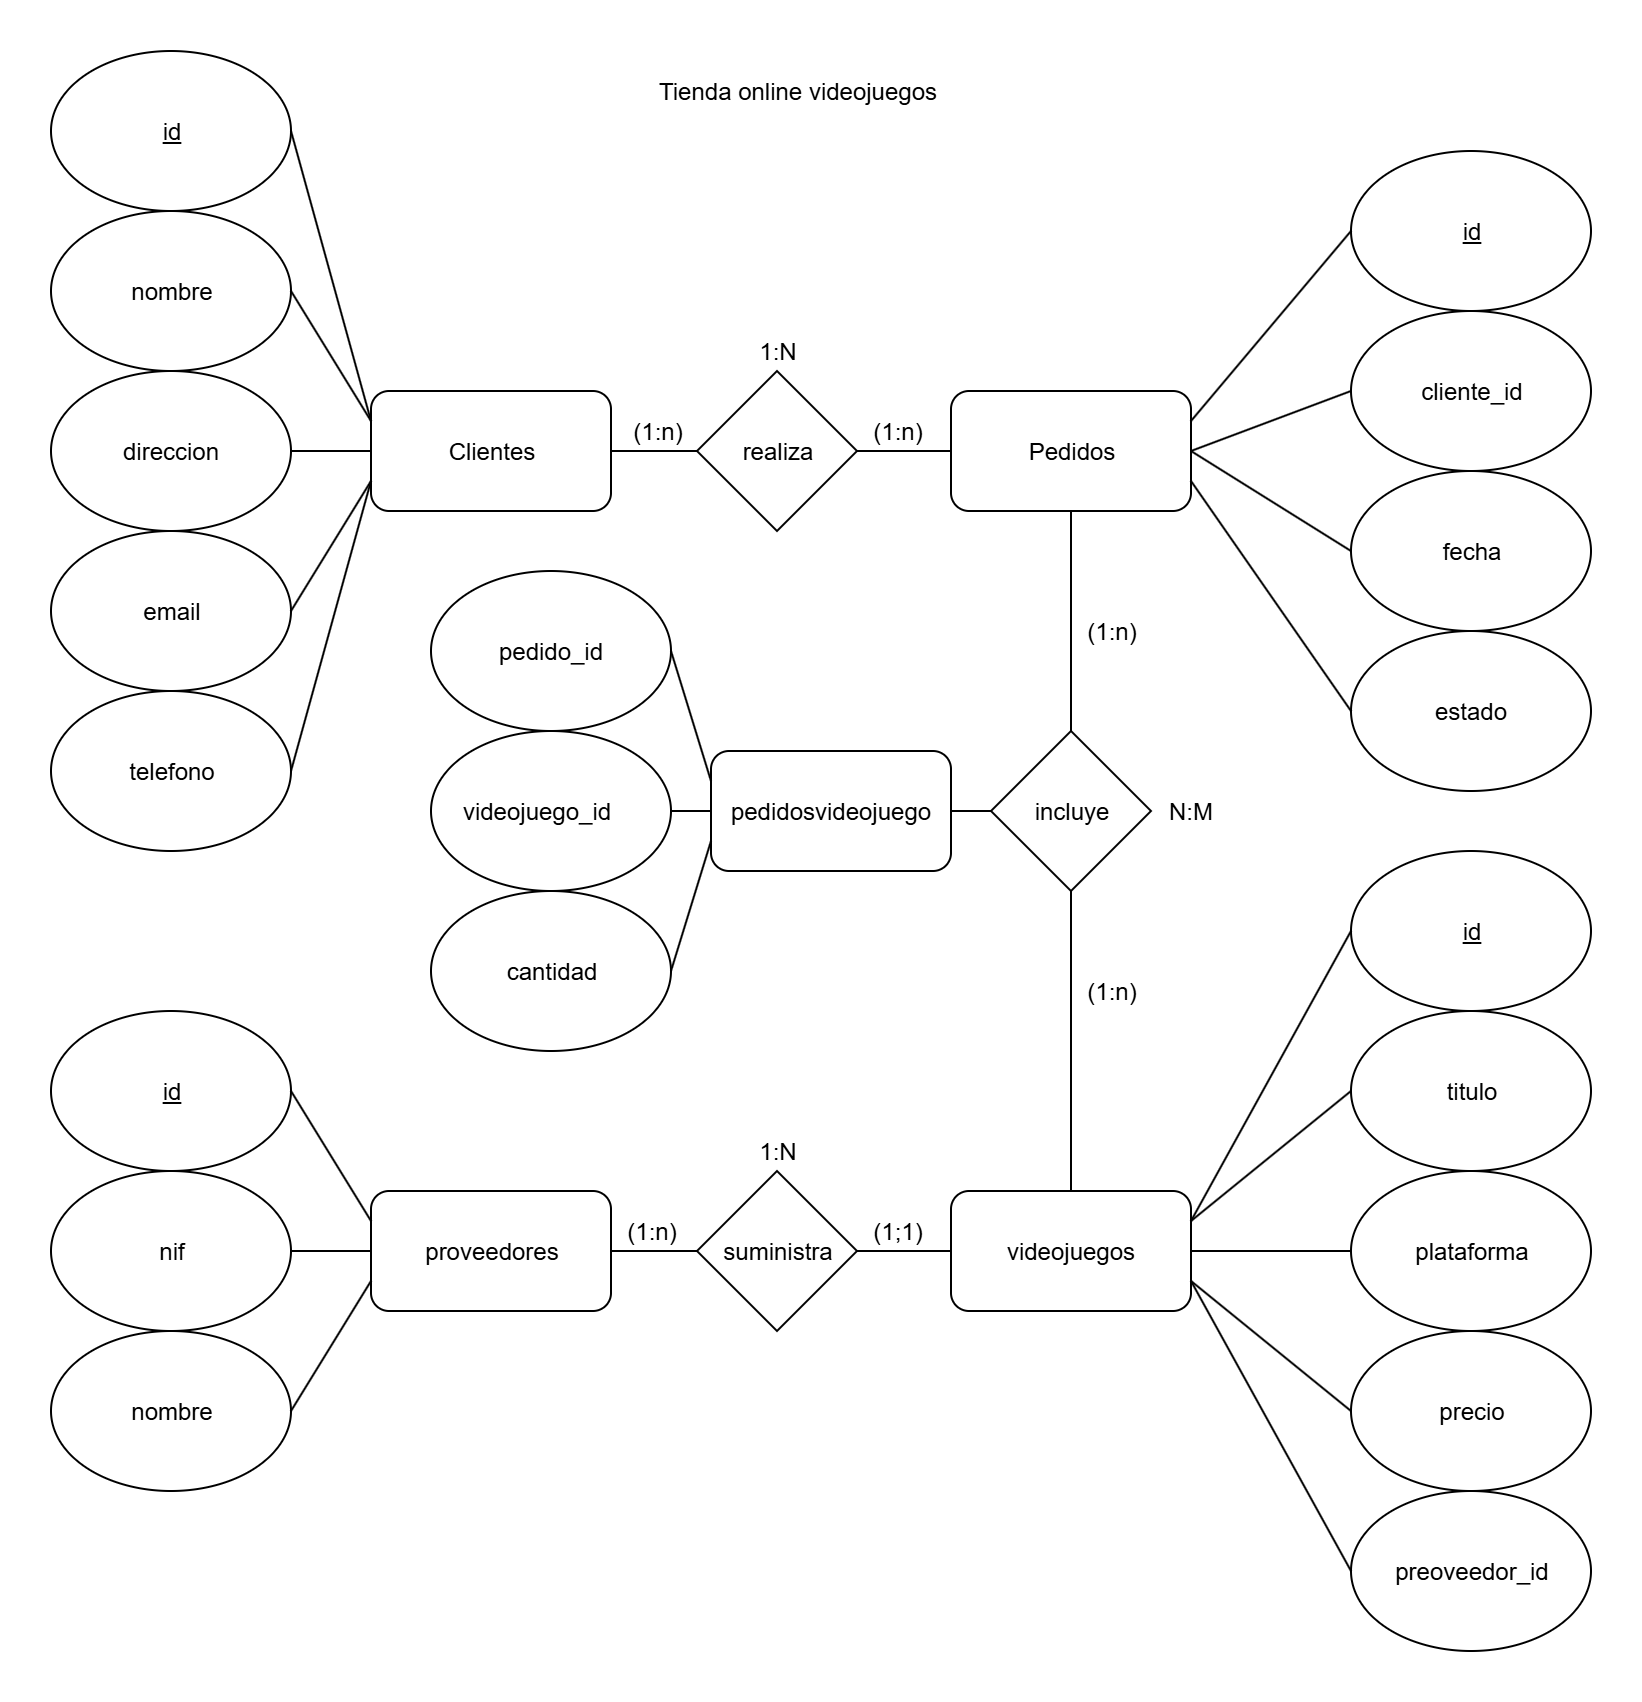 Tienda online videojuegos
id
nombre
direccion
email
telefono
Clientes
(1:n)
1:N
realiza
(1:n)
Pedidos
id
cliente_id
fecha
estado
(1:n)
pedido_id
videojuego_id
cantidad
pedidosvideojuego
incluye
N:M
(1:n)
id
nif
nombre
proveedores
(1:n)
1:N
suministra
(1;1)
videojuegos
id
titulo
plataforma
precio
preoveedor_id